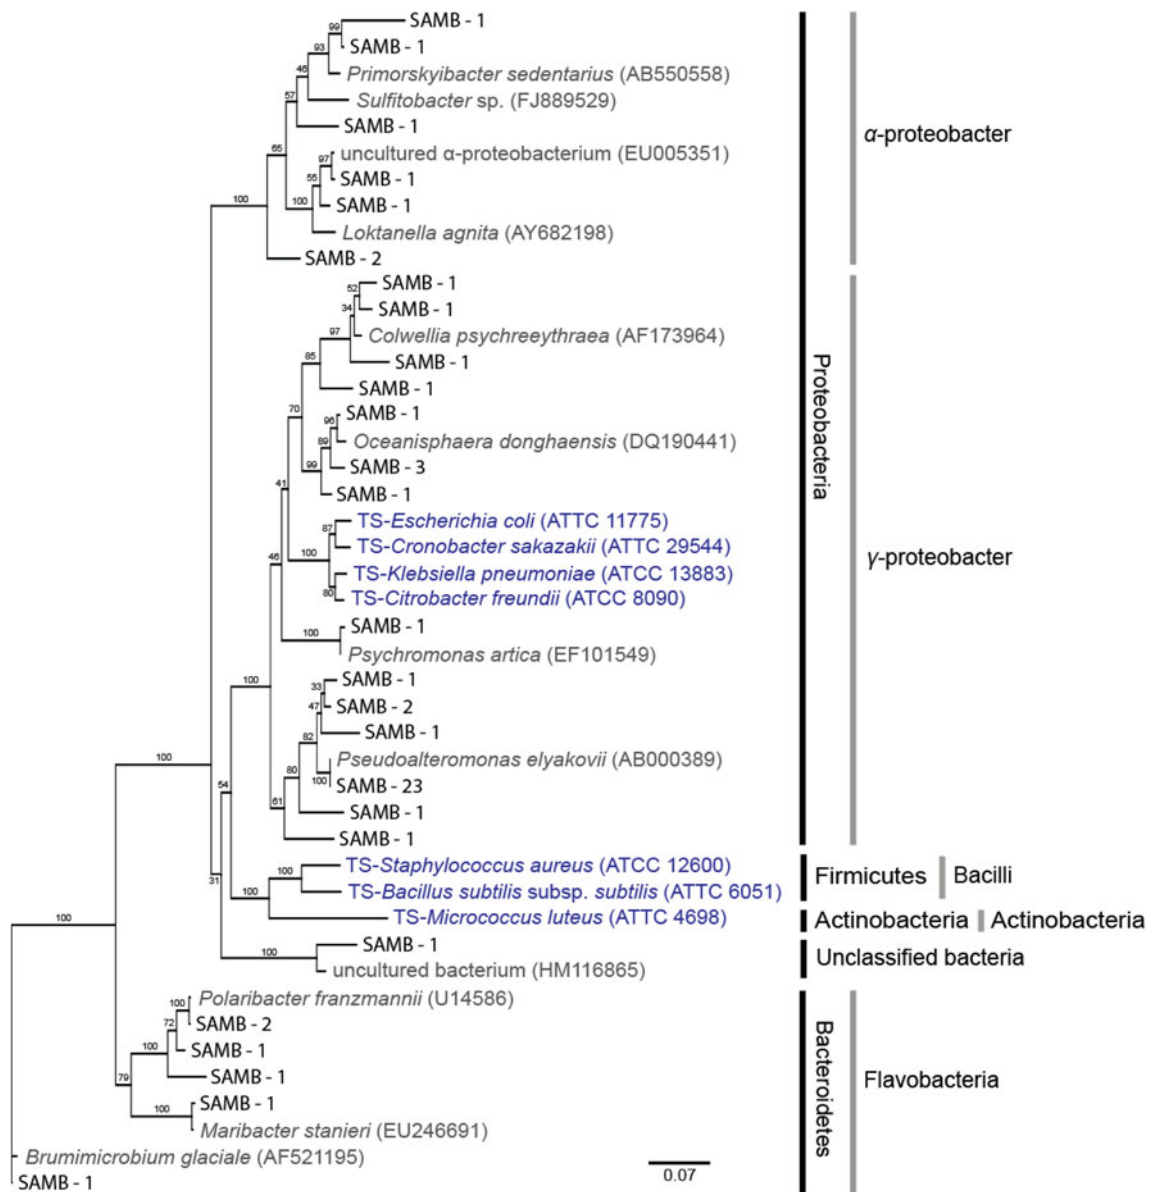 SAMB - 1
99
SAMB - 1
93
Primorskyibacter sedentarius (AB550558)
46
Sulfitobacter sp. (FJ889529)
57
SAMB - 1
α-proteobacter
65
uncultured α-proteobacterium (EU005351)
97
SAMB - 1
55
SAMB - 1
100
100
Loktanella agnita (AY682198)
SAMB - 2
SAMB - 1
52
SAMB - 1
34
Colwellia psychreeythraea (AF173964)
97
SAMB - 1
85
SAMB - 1
70
SAMB - 1
96
Oceanisphaera donghaensis (DQ190441)
89
SAMB - 3
99
SAMB - 1
41
Proteobacteria
TS-Escherichia coli (ATTC 11775)
87
TS-Cronobacter sakazakii (ATTC 29544)
100
46
γ-proteobacter
TS-Klebsiella pneumoniae (ATCC 13883)
80
TS-Citrobacter freundii (ATCC 8090)
SAMB - 1
100
Psychromonas artica (EF101549)
SAMB - 1
33
100
SAMB - 2
47
SAMB - 1
82
Pseudoalteromonas elyakovii (AB000389)
100
80
100
SAMB - 23
54
61
SAMB - 1
SAMB - 1
TS-Staphylococcus aureus (ATCC 12600)
100
31
Firmicutes
Bacilli
TS-Bacillus subtilis subsp. subtilis (ATTC 6051)
100
TS-Micrococcus luteus (ATTC 4698)
Actinobacteria
Actinobacteria
100
SAMB - 1
100
uncultured bacterium (HM116865)
Unclassified bacteria
Polaribacter franzmannii (U14586)
100
SAMB - 2
72
SAMB - 1
100
SAMB - 1
79
Bacteroidetes
Flavobacteria
SAMB - 1
100
Maribacter stanieri (EU246691)
Brumimicrobium glaciale (AF521195)
SAMB - 1
0.07